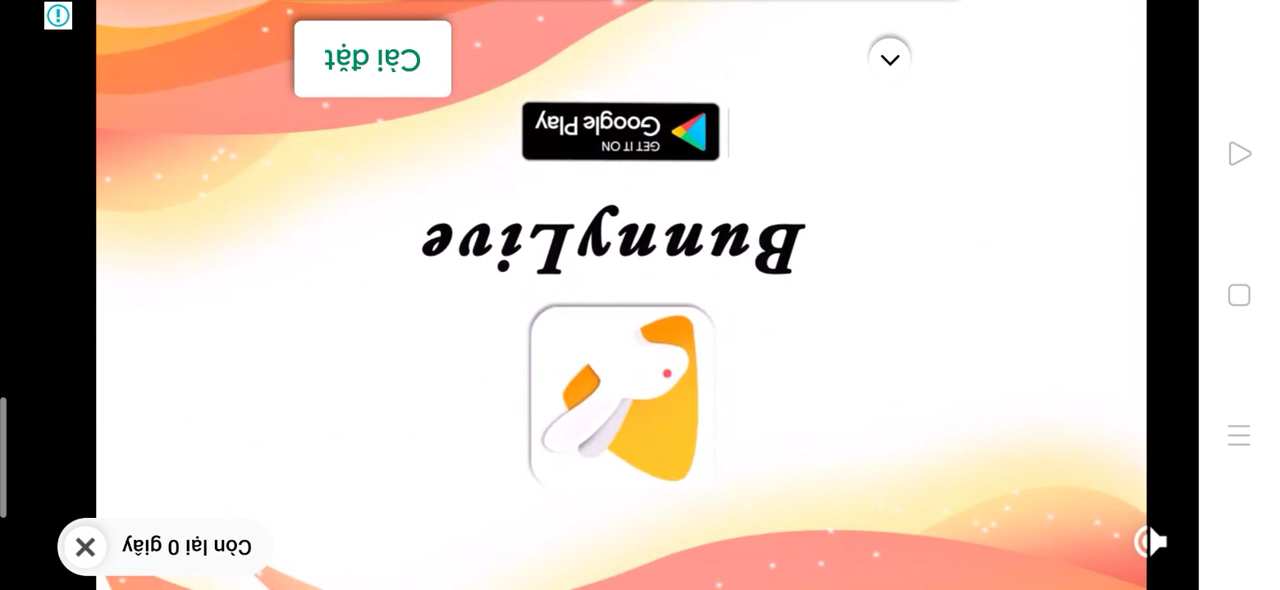 Còn lại 0 giây
BunnyLive
GET IT ON
Google Play
Cài đặt